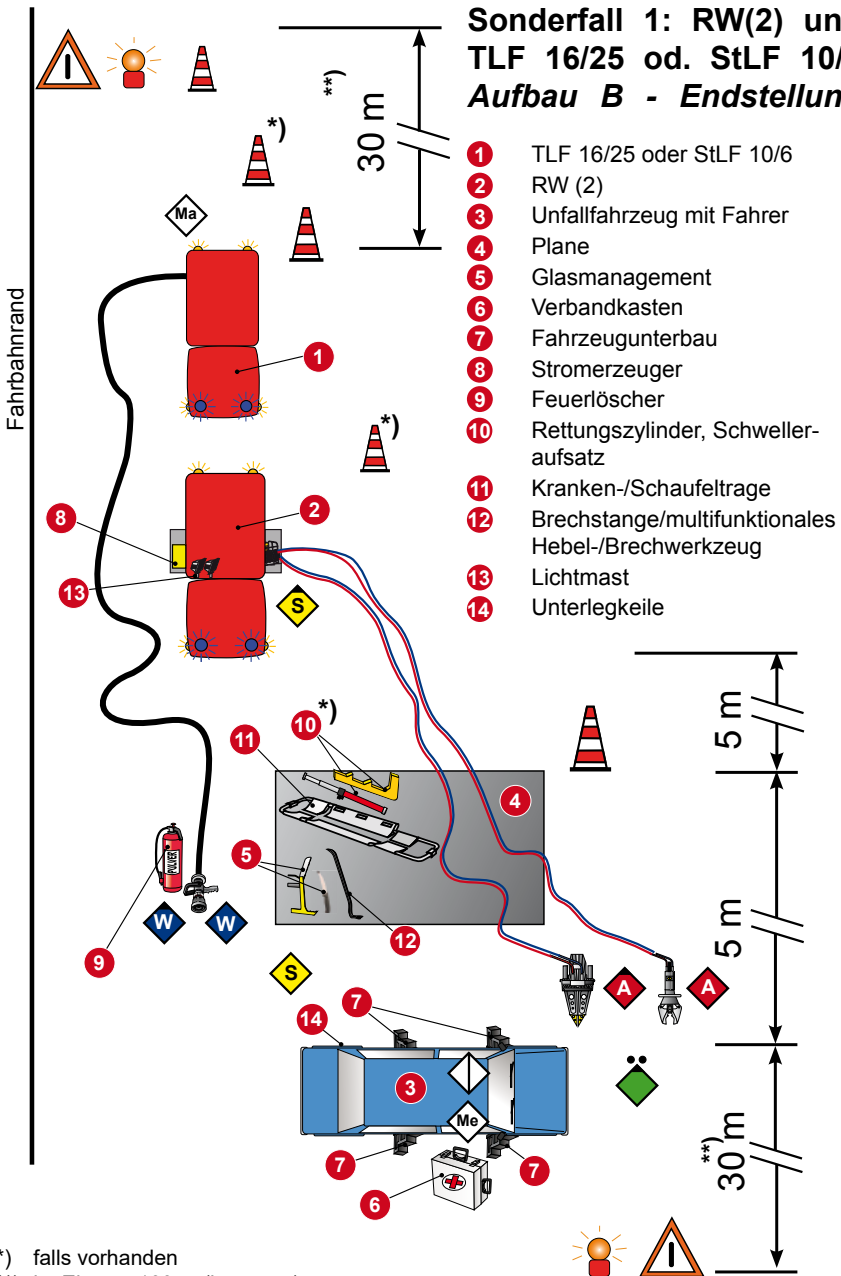 Sonderfall 1: RW(2) un
TLF 16/25 od. StLF 10/
Aufbau B - Endstellun
**)
30 m
*)
Ma
Fahrbahnrand
1 TLF 16/25 oder StLF 10/6
2 RW (2)
3 Unfallfahrzeug mit Fahrer
4 Plane
5 Glasmanagement
6 Verbandkasten
7 Fahrzeugunterbau
8 Stromerzeuger
9 Feuerlöscher
10 Rettungszylinder, Schweller-
aufsatz
11 Kranken-/Schaufeltrage
12 Brechstange/multifunktionales
Hebel-/Brechwerkzeug
13 Lichtmast
14 Unterlegkeile
1
*)
2
8
13
S
5 m
*)
10
11
4
5
PULVER
W
W
12
9
5 m
S
A
A
7
14
7
3
Me
7
7
6
**)
30 m
*) falls vorhanden